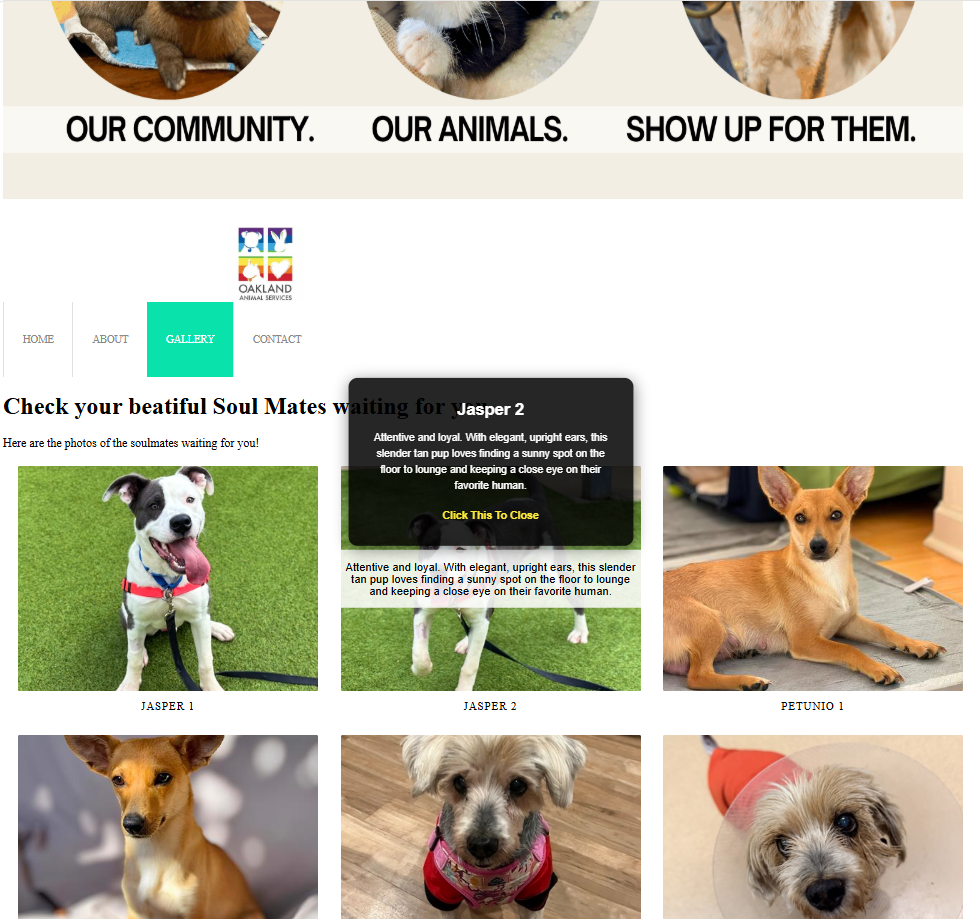 OUR COMMUNITY. OUR ANIMALS. SHOW UP FOR THEM.
OAKLAND
ANIMAL SERVICES
HOME ABOUT GALLERY CONTACT
Check your beatiful Soul Mates waiting for you
Here are the photos of the soulmates waiting for you!
Jasper 2
Attentive and loyal. With elegant, upright ears, this
slender tan pup loves finding a sunny spot on the
floor to lounge and keeping a close eye on their
favorite human.
Click This To Close
Attentive and loyal. With elegant, upright ears, this slender
tan pup loves finding a sunny spot on the floor to lounge
and keeping a close eye on their favorite human.
JASPER 1 JASPER 2 PETUNIO 1